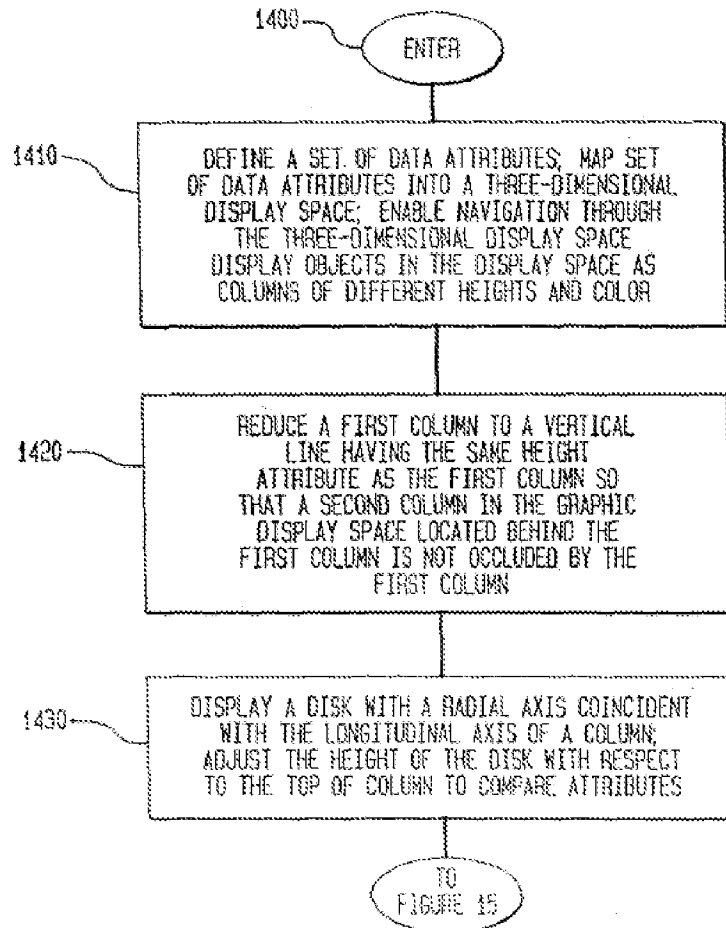 1400
ENTER
1410
DEFINE A SET OF DATA ATTRIBUTES; MAP SET
OF DATA ATTRIBUTES INTO A THREE-DIMENSIONAL
DISPLAY SPACE; ENABLE NAVIGATION THROUGH
THE THREE-DIMENSIONAL DISPLAY SPACE
DISPLAY OBJECTS IN THE DISPLAY SPACE AS
COLUMNS OF DIFFERENT HEIGHTS AND COLOR
1420
REDUCE A FIRST COLUMN TO A VERTICAL
LINE HAVING THE SAME HEIGHT
ATTRIBUTE AS THE FIRST COLUMN SO
THAT A SECOND COLUMN IN THE GRAPHIC
DISPLAY SPACE LOCATED BEHIND THE
FIRST COLUMN IS NOT OCCLUDED BY THE
FIRST COLUMN
1430
DISPLAY A DISK WITH A RADIAL AXIS COINCIDENT
WITH THE LONGITUDINAL AXIS OF A COLUMN;
ADJUST THE HEIGHT OF THE DISK WITH RESPECT
TO THE TOP OF COLUMN TO COMPARE ATTRIBUTES
TO
FIGURE 15